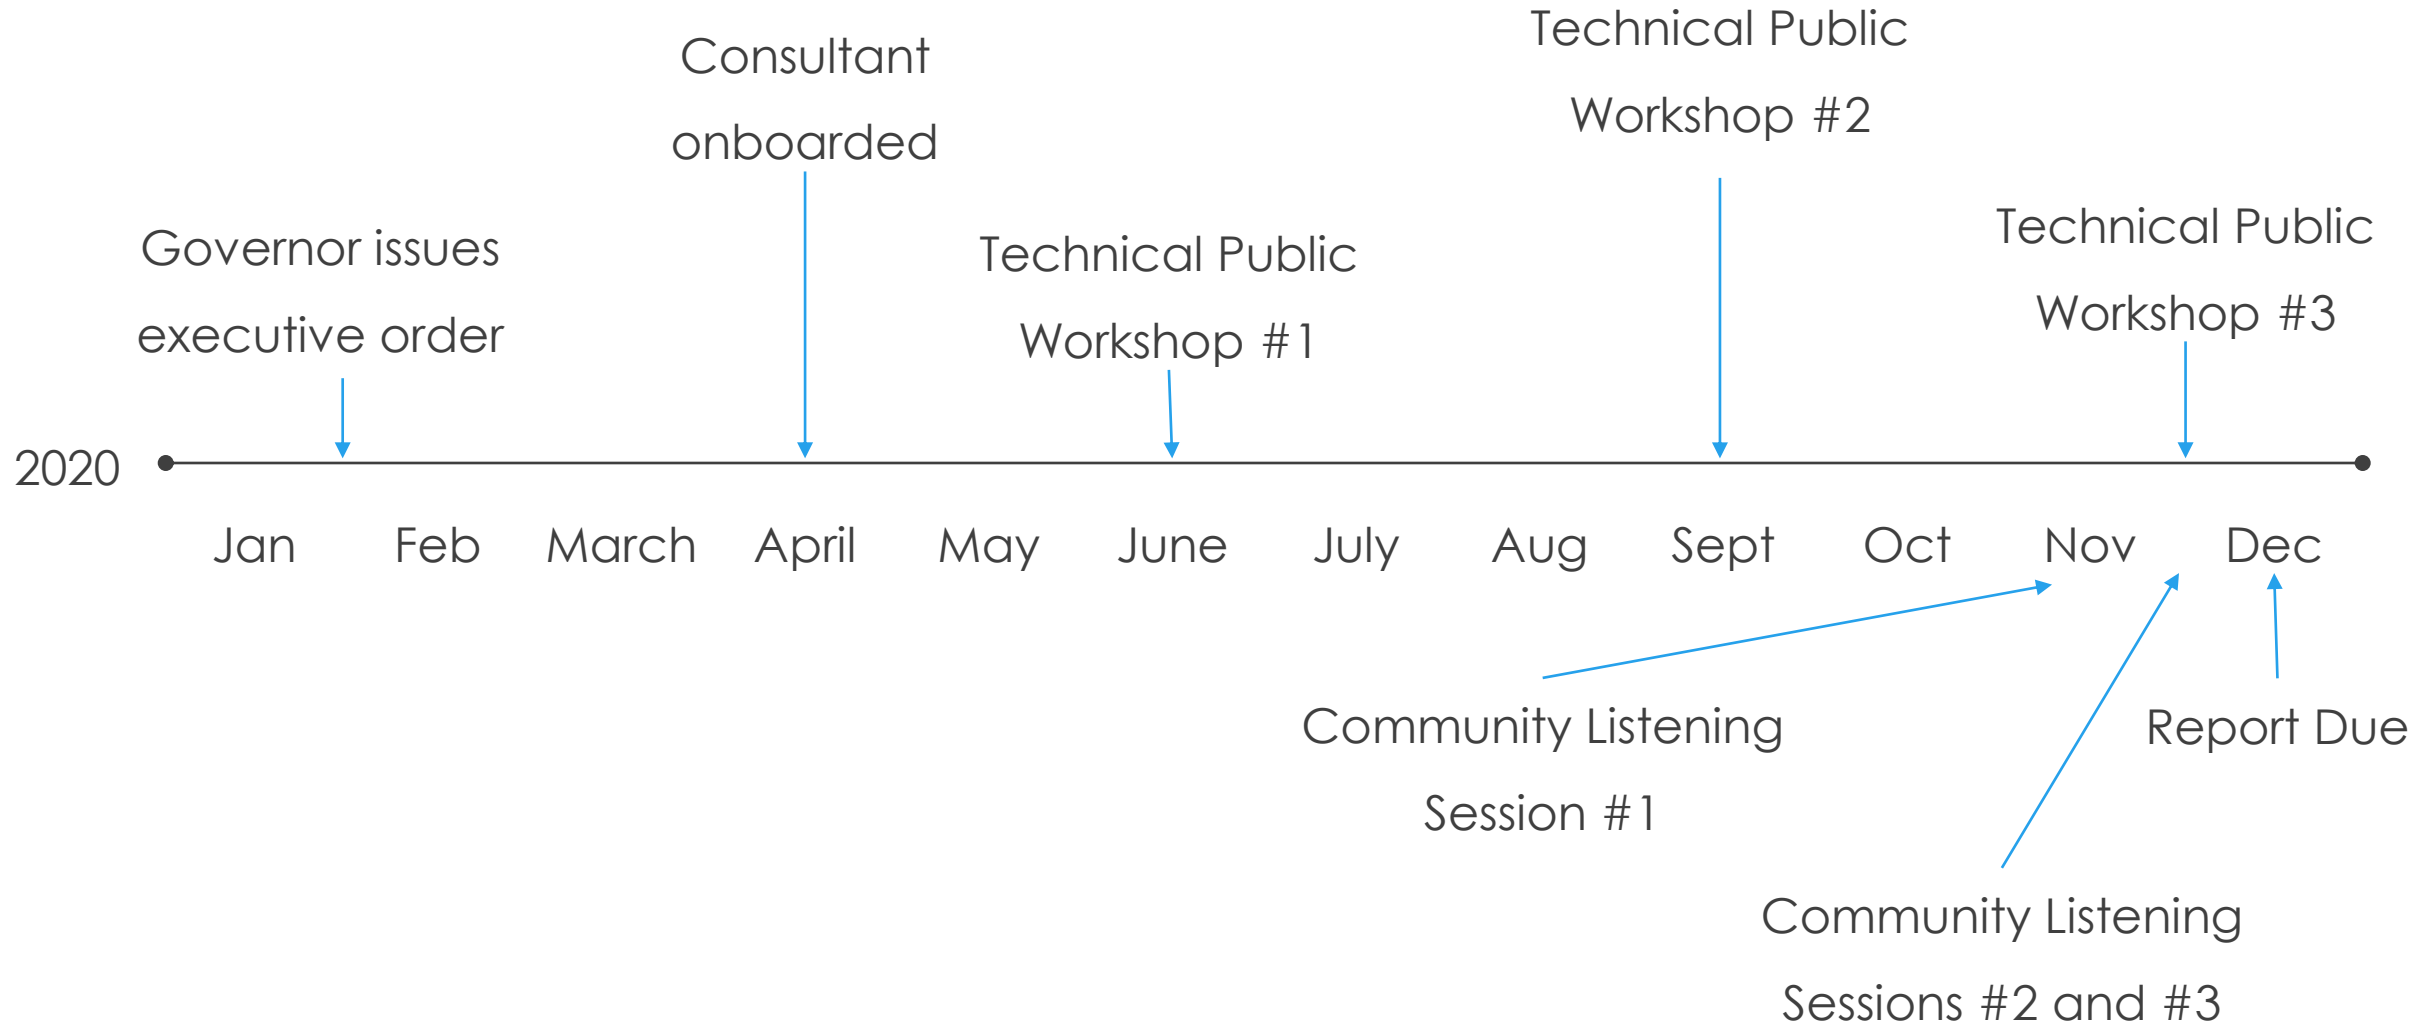 Governor issues
executive order
Consultant
onboarded
Technical Public
Workshop #1
Technical Public
Workshop #2
Technical Public
Workshop #3
2020
Jan
Feb
March
April
May
June
July
Aug
Sept
Oct
Nov
Dec
Community Listening
Session #1
Community Listening
Sessions #2 and #3
Report Due